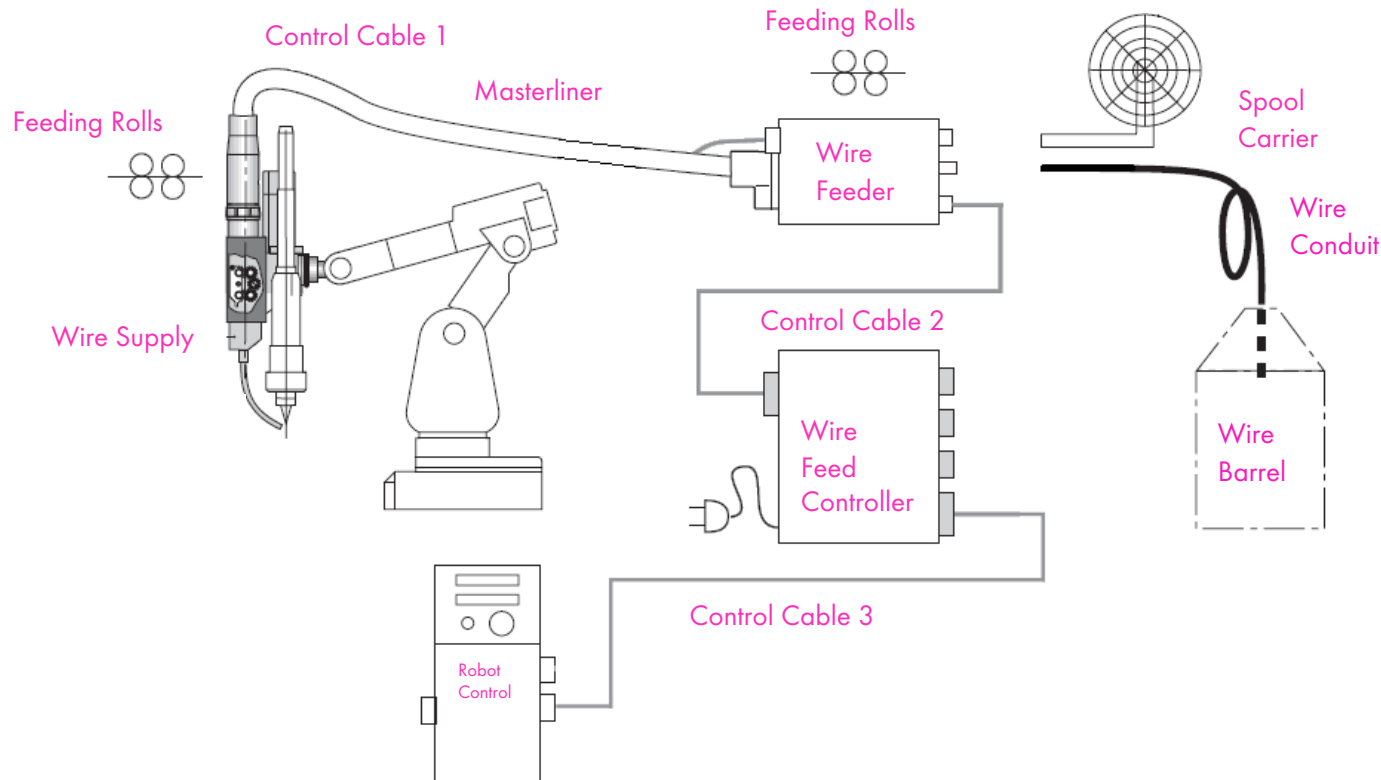 Control Cable 1
Feeding Rolls
Masterliner
Feeding Rolls
Spool
Carrier
Wire
Feeder
Wire
Conduit
Wire Supply
Control Cable 2
Wire
Feed
Controller
Wire
Barrel
Control Cable 3
Robot
Control